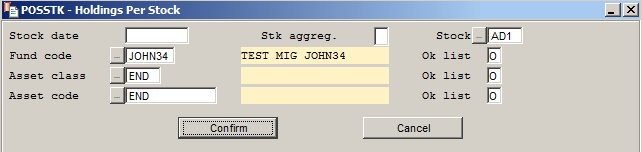 POSSTK - Holdings Per Stock
Stock date Stk aggreg. Stock ... AD1
Fund code ... JOHN34 TEST MIG JOHN34 Ok list O
Asset class ... END Ok list O
Asset code ... END Ok list O
Confirm Cancel